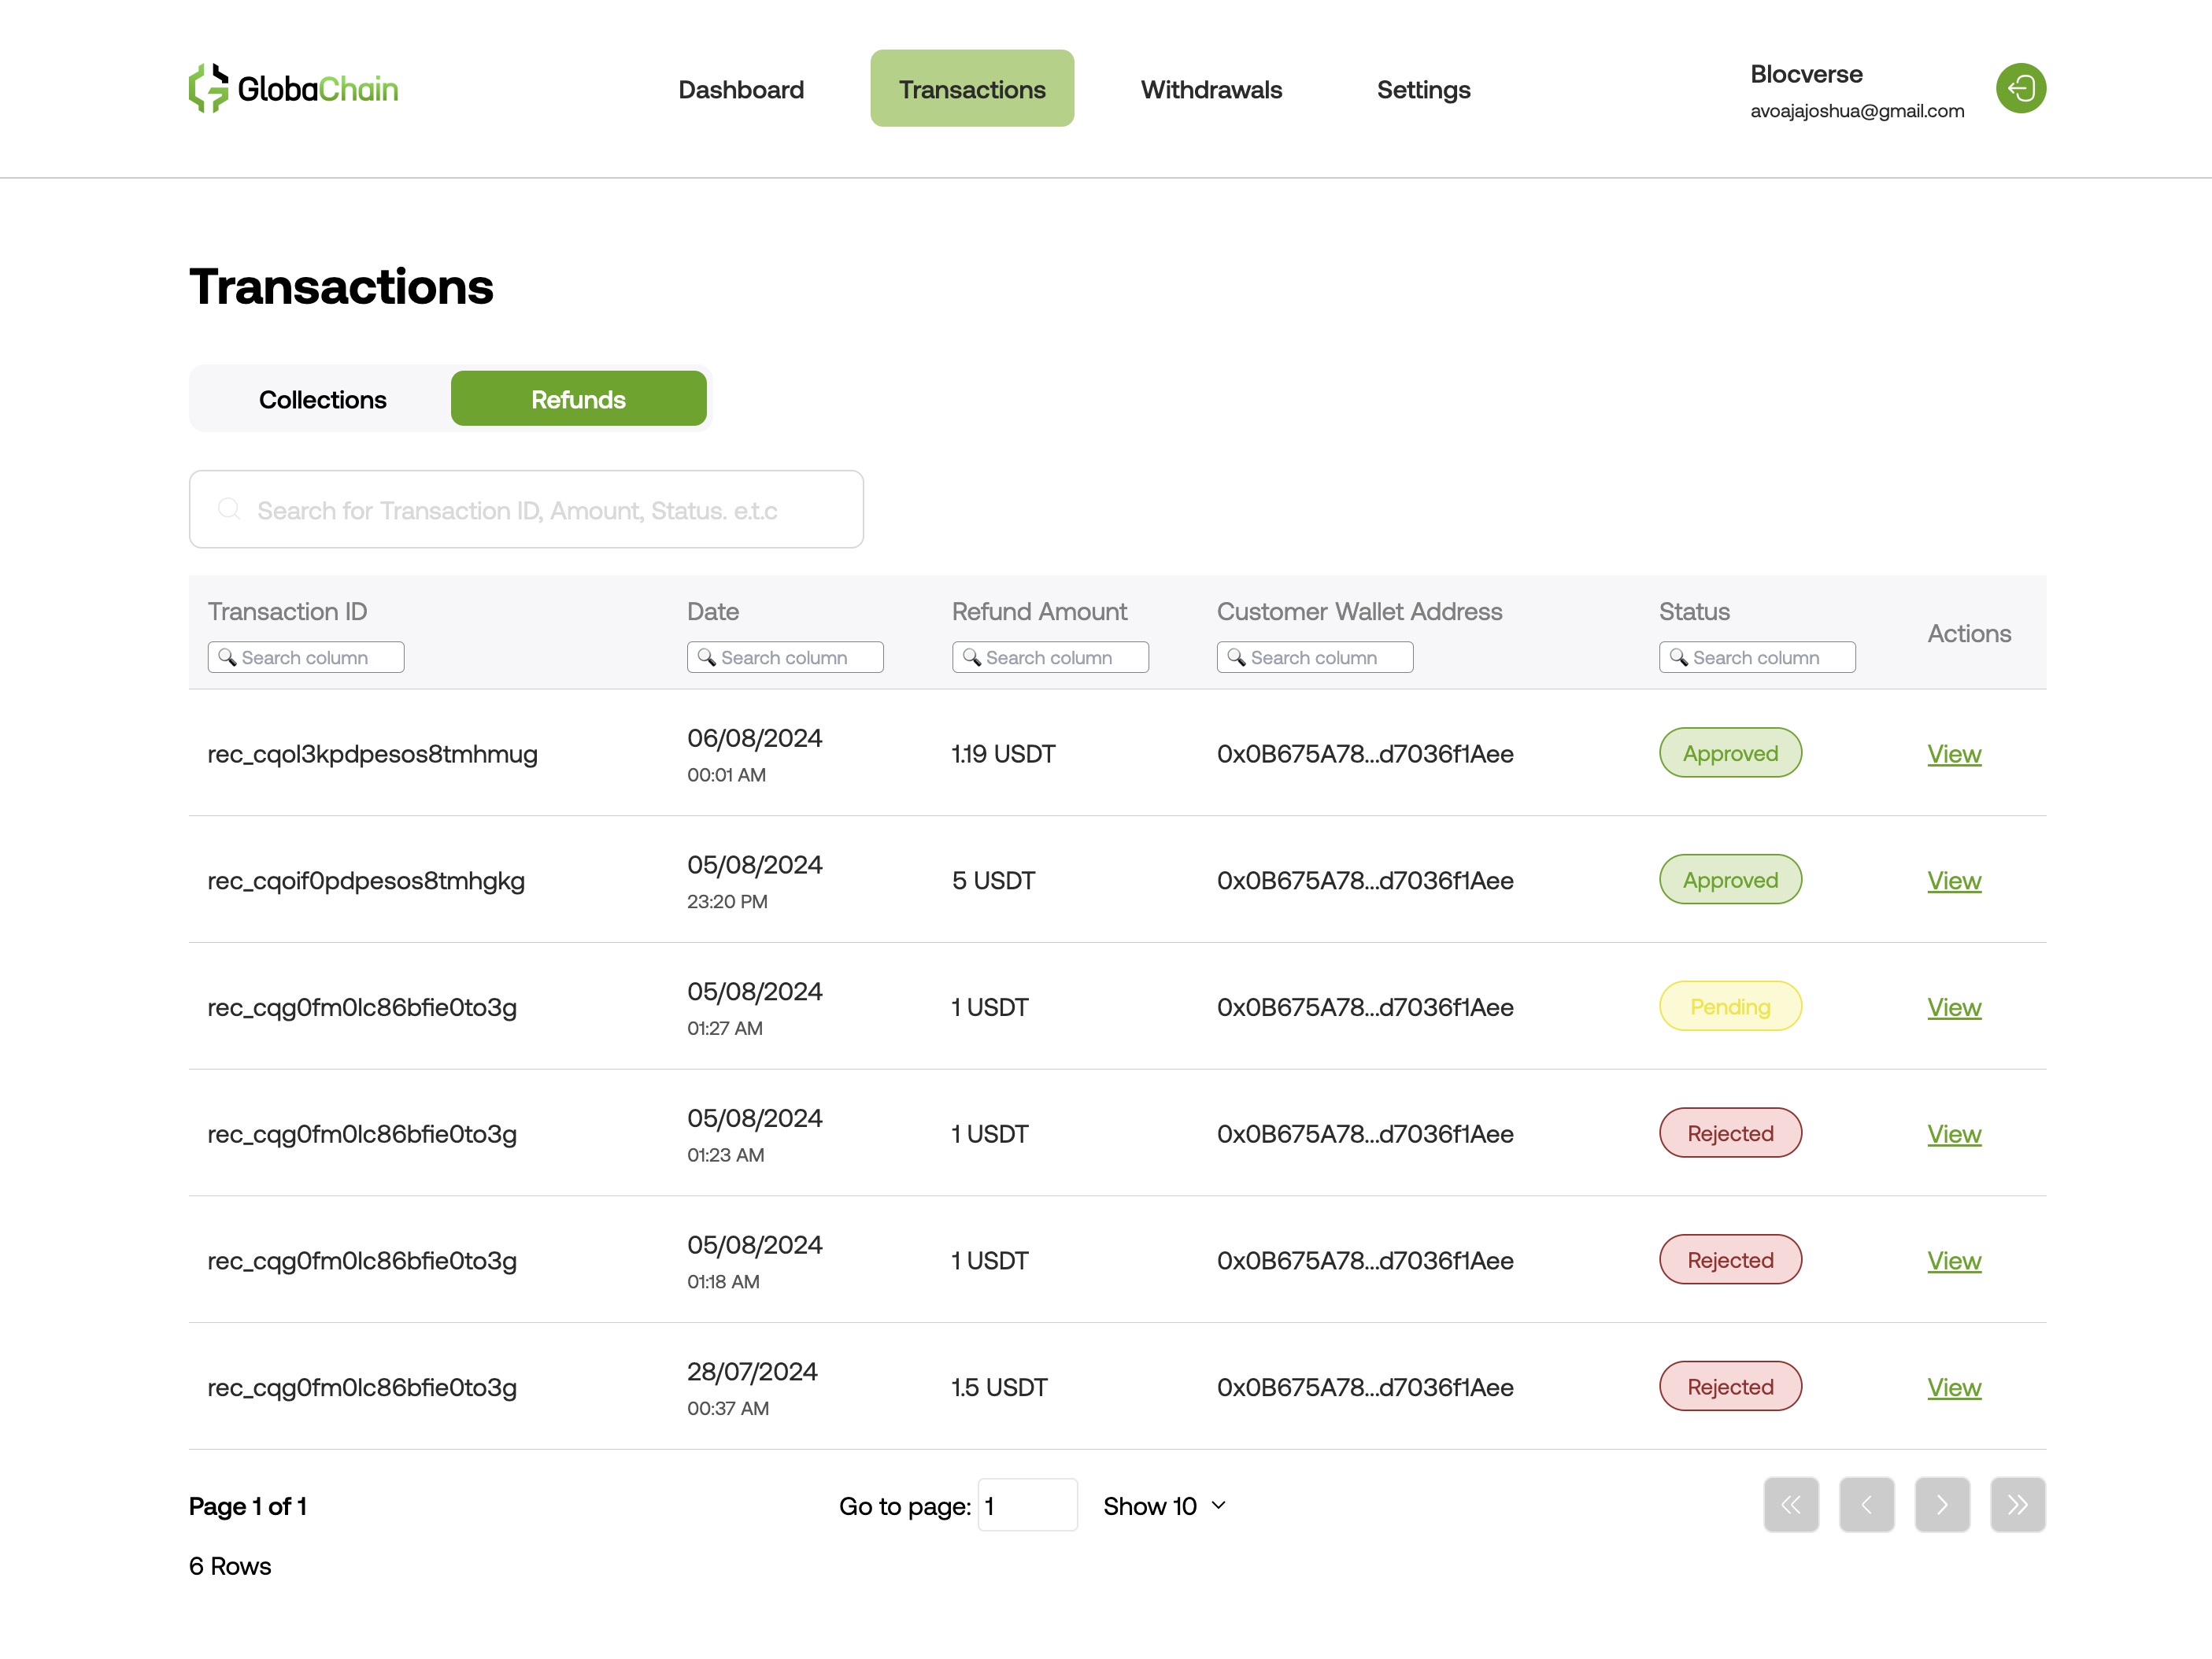 GlobaChain
Dashboard Transactions Withdrawals Settings
Blocverse
avoajajoshua@gmail.com
Transactions
Collections Refunds
Search for Transaction ID, Amount, Status. e.t.c
Transaction ID Date Refund Amount Customer Wallet Address Status Actions
Search column Search column Search column Search column Search column
rec_cqol3kpdpesos8tmhmug 06/08/2024 1.19 USDT 0x0B675A78...d7036f1Aee Approved View
00:01 AM
rec_cqoif0pdpesos8tmhgkg 05/08/2024 5 USDT 0x0B675A78...d7036f1Aee Approved View
23:20 PM
rec_cqg0fm0lc86bfie0to3g 05/08/2024 1 USDT 0x0B675A78...d7036f1Aee Pending View
01:27 AM
rec_cqg0fm0lc86bfie0to3g 05/08/2024 1 USDT 0x0B675A78...d7036f1Aee Rejected View
01:23 AM
rec_cqg0fm0lc86bfie0to3g 05/08/2024 1 USDT 0x0B675A78...d7036f1Aee Rejected View
01:18 AM
rec_cqg0fm0lc86bfie0to3g 28/07/2024 1.5 USDT 0x0B675A78...d7036f1Aee Rejected View
00:37 AM
Page 1 of 1 Go to page: 1 Show 10
6 Rows